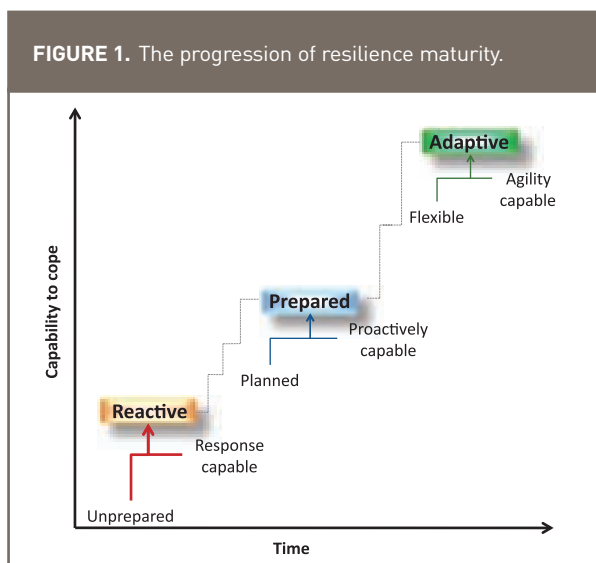 FIGURE 1. The progression of resilience maturity.
Adaptive
Agility
capable
Flexible
Capability to cope
Prepared
Proactively
capable
Planned
Reactive
Response
capable
Unprepared
Time